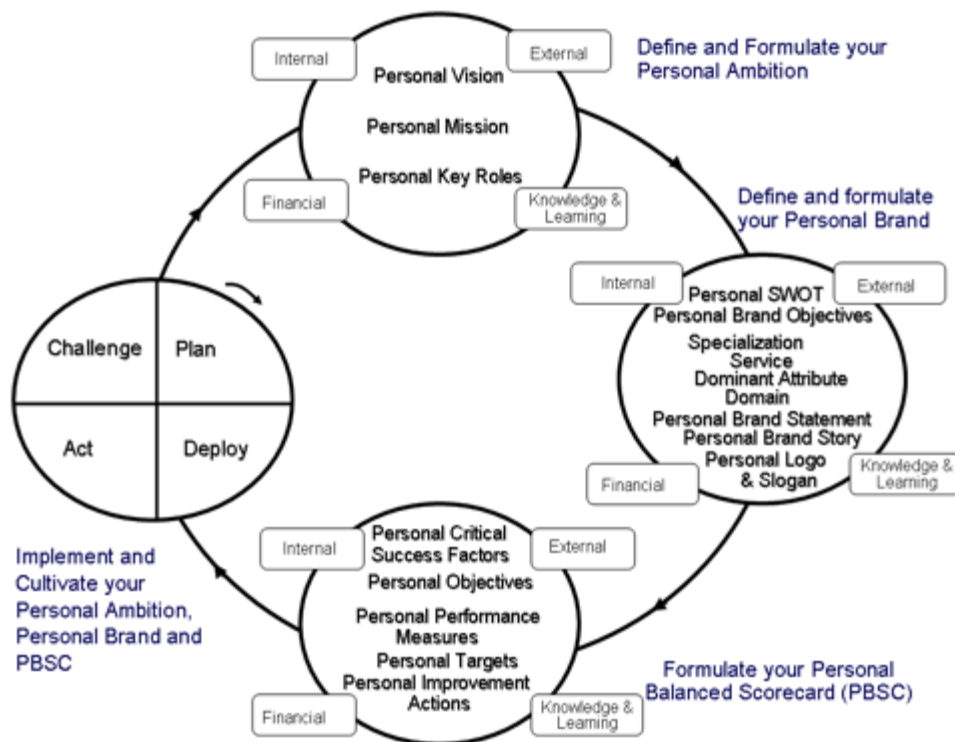 Internal
External
Personal Vision
Personal Mission
Personal Key Roles
Financial
Knowledge &
Learning
Define and Formulate your
Personal Ambition
Define and formulate
your Personal Brand
Internal
External
Personal SWOT
Personal Brand Objectives
Specialization
Service
Dominant Attribute
Domain
Personal Brand Statement
Personal Brand Story
Personal Logo
& Slogan
Financial
Knowledge &
Learning
Challenge
Plan
Act
Deploy
Internal
External
Personal Critical
Success Factors
Personal Objectives
Personal Performance
Measures
Personal Targets
Personal Improvement
Actions
Financial
Knowledge &
Learning
Formulate your Personal
Balanced Scorecard (PBSC)
Implement and
Cultivate your
Personal Ambition,
Personal Brand and
PBSC